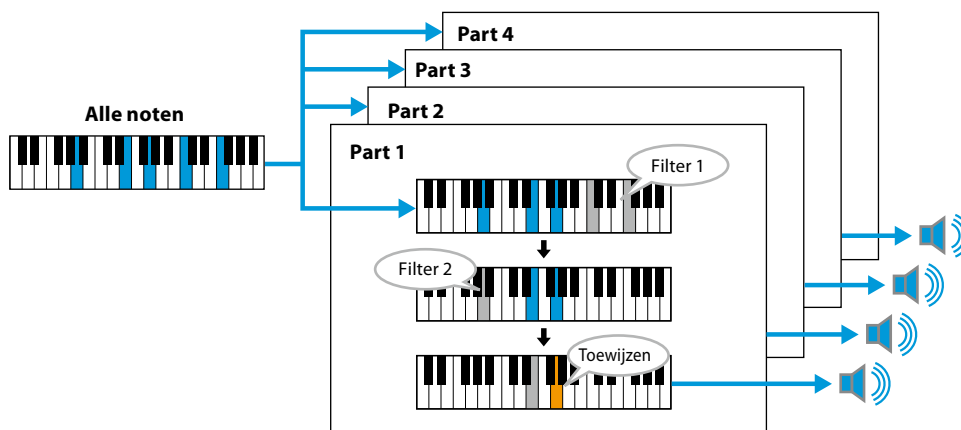 Part 4
Part 3
Part 2
Alle noten
Part 1
Filter 1
Filter 2
Toewijzen